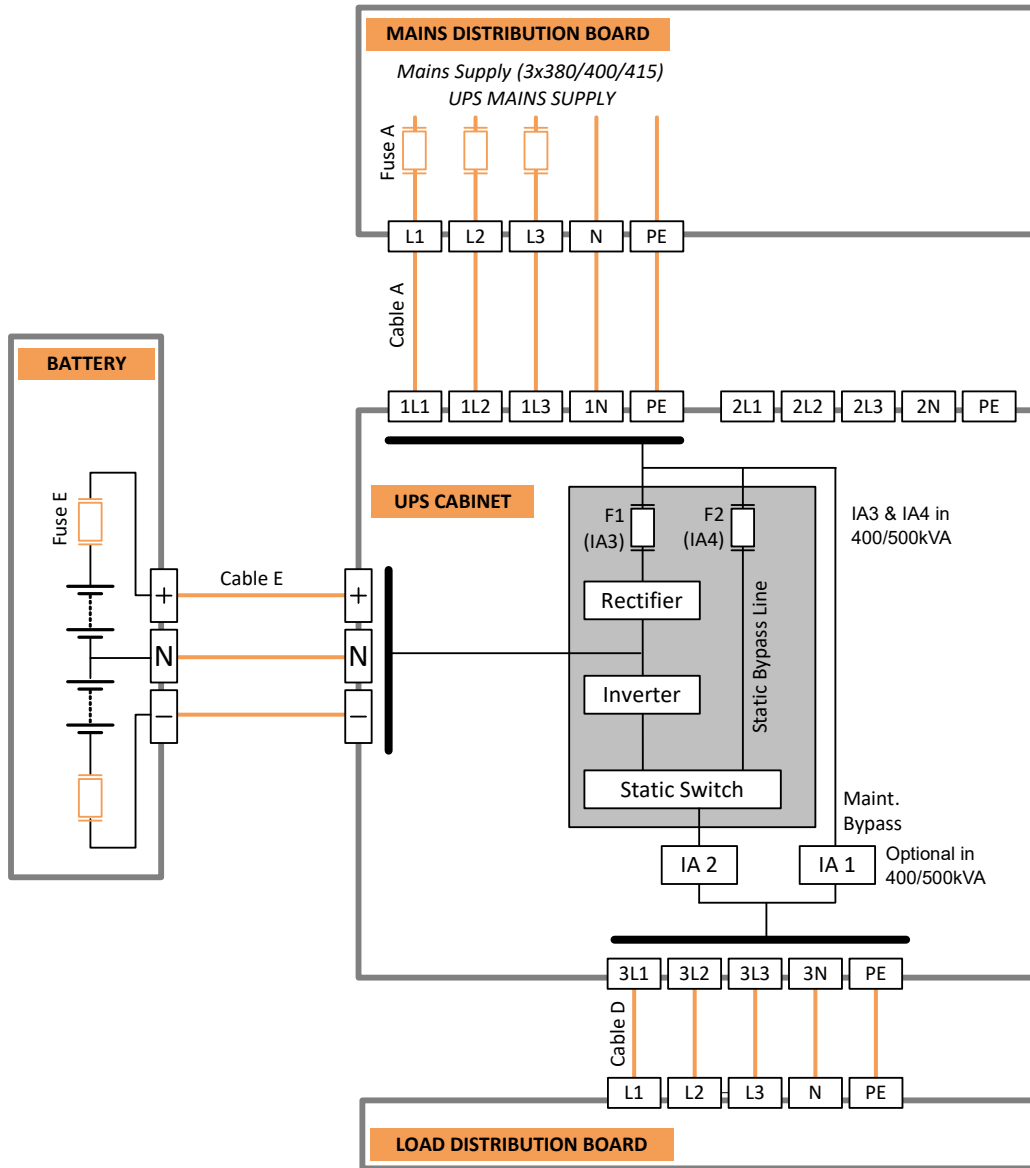 MAINS DISTRIBUTION BOARD
Mains Supply (3x380/400/415)
UPS MAINS SUPPLY
Fuse A
L1
L2
L3
N
PE
Cable A
BATTERY
1L1
1L2
1L3
1N
PE
2L1
2L2
2L3
2N
PE
UPS CABINET
Fuse E
F1
(IA3)
F2
(IA4)
IA3 & IA4 in
400/500kVA
Cable E
+
+
Rectifier
Static Bypass Line
N
N
Inverter
−
−
Static Switch
Maint.
Bypass
IA 2
IA 1
Optional in
400/500kVA
3L1
3L2
3L3
3N
PE
Cable D
L1
L2
L3
N
PE
LOAD DISTRIBUTION BOARD